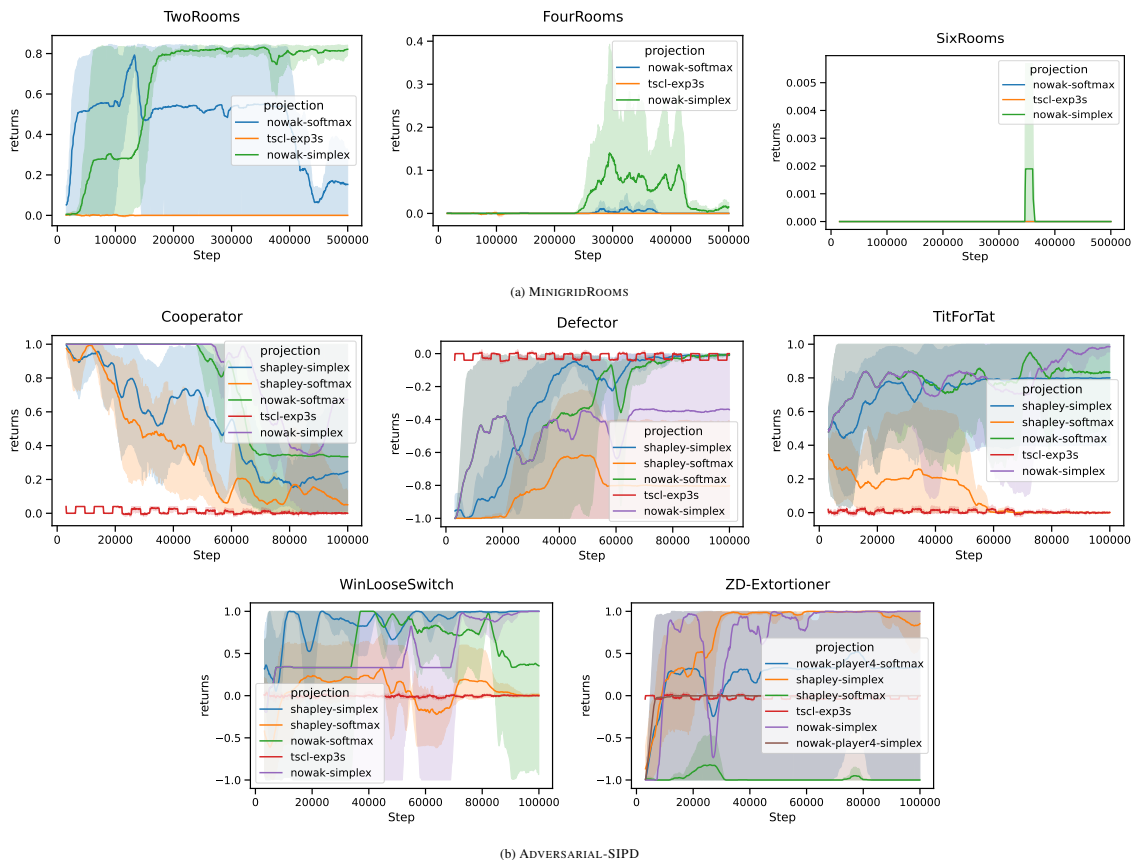 TwoRooms
returns
0.8
0.6
0.4
0.2
0.0
projection
nowak-softmax
tscl-exp3s
nowak-simplex
0 100000 200000 300000 400000 500000
Step
FourRooms
returns
0.4
0.3
0.2
0.1
0.0
projection
nowak-softmax
tscl-exp3s
nowak-simplex
0 100000 200000 300000 400000 500000
Step
SixRooms
returns
0.005
0.004
0.003
0.002
0.001
0.000
projection
nowak-softmax
tscl-exp3s
nowak-simplex
0 100000 200000 300000 400000 500000
Step
(a) MINIGRIDROOMS
Cooperator
returns
1.0
0.8
0.6
0.4
0.2
0.0
projection
shapley-simplex
shapley-softmax
nowak-softmax
tscl-exp3s
nowak-simplex
0 20000 40000 60000 80000 100000
Step
Defector
returns
0.0
−0.2
−0.4
−0.6
−0.8
−1.0
projection
shapley-simplex
shapley-softmax
nowak-softmax
tscl-exp3s
nowak-simplex
0 20000 40000 60000 80000 100000
Step
TitForTat
returns
1.0
0.8
0.6
0.4
0.2
0.0
projection
shapley-simplex
shapley-softmax
nowak-softmax
tscl-exp3s
nowak-simplex
0 20000 40000 60000 80000 100000
Step
WinLooseSwitch
returns
1.0
0.5
0.0
−0.5
−1.0
projection
shapley-simplex
shapley-softmax
nowak-softmax
tscl-exp3s
nowak-simplex
0 20000 40000 60000 80000 100000
Step
ZD-Extortioner
returns
1.0
0.5
0.0
−0.5
−1.0
projection
nowak-player4-softmax
shapley-simplex
shapley-softmax
tscl-exp3s
nowak-simplex
nowak-player4-simplex
0 20000 40000 60000 80000 100000
Step
(b) ADVERSARIAL-SIPD